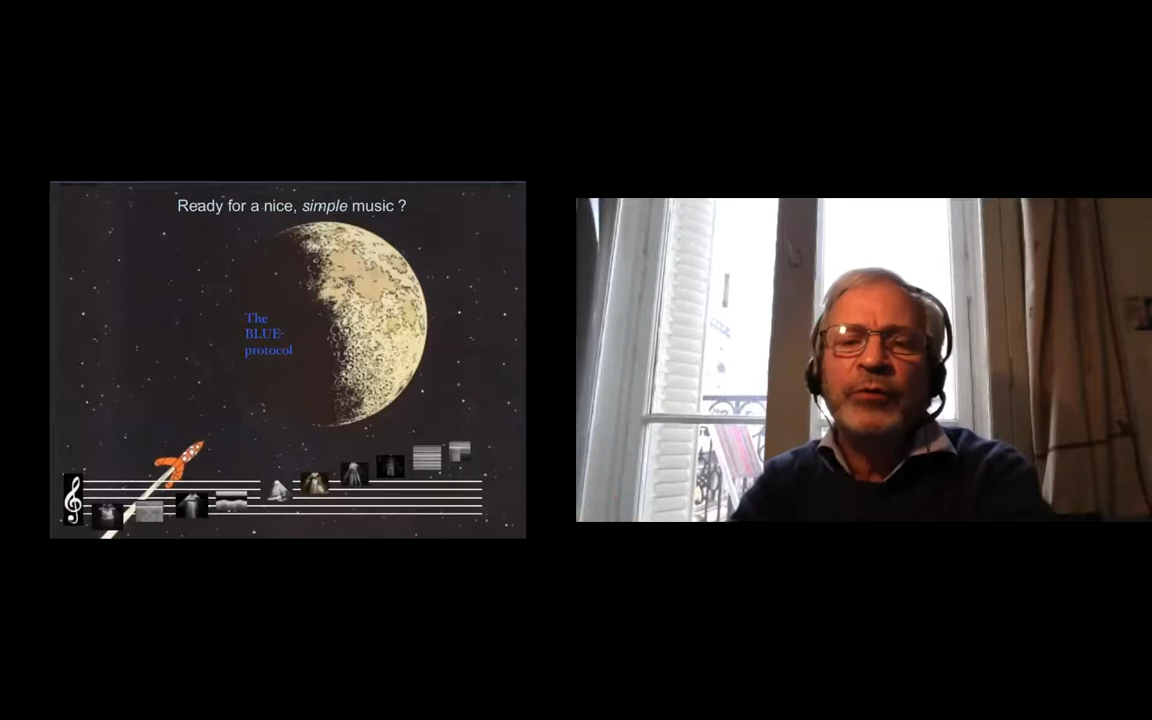 Ready for a nice, simple music ?
The
BLUE-
protocol